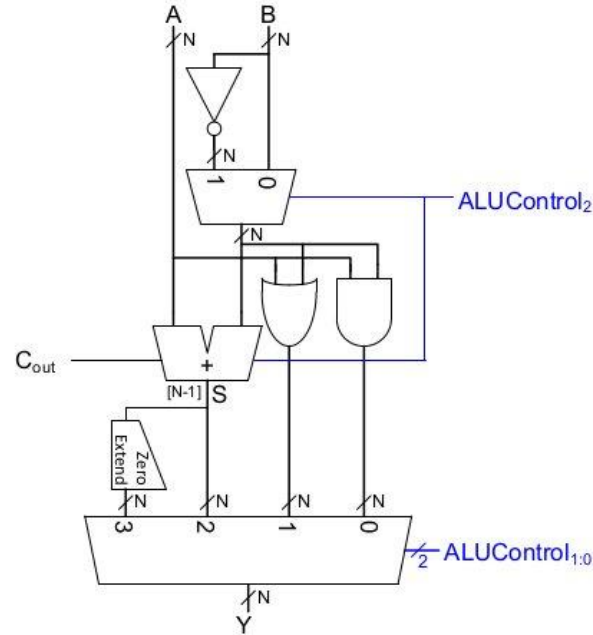 A B
N N
N
1 0
ALUControl2
N
Cout
+
[N-1] S
Zero
Extend
N N N N
3 2 1 0
2 ALUControl1:0
N
Y